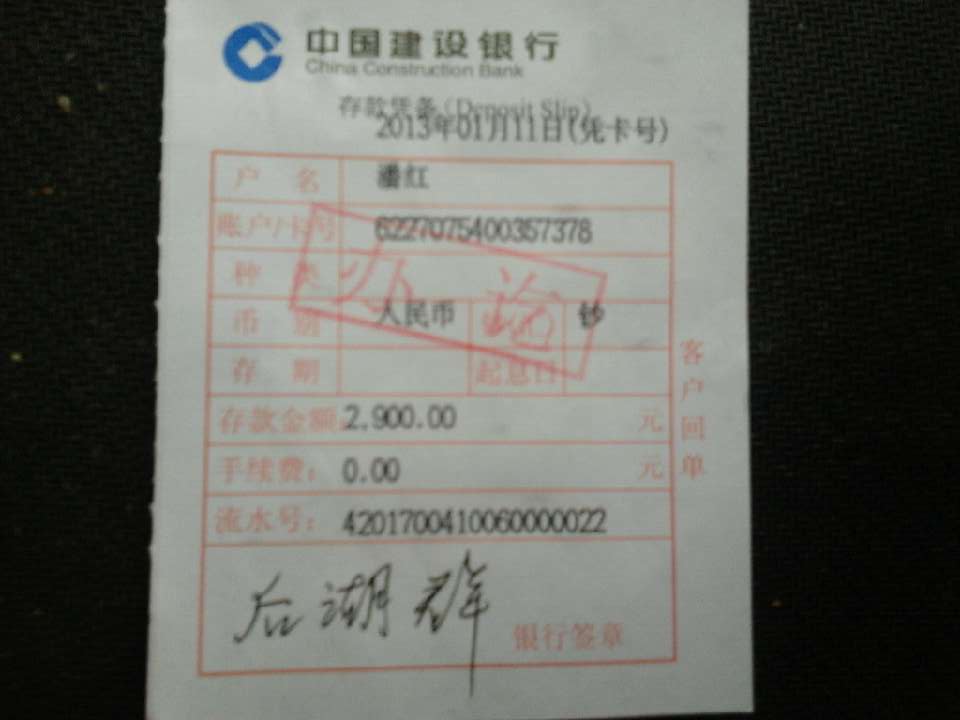 中国建设银行
China Construction Bank
存款凭条(Deposit Slip)
2013年01月11日(凭卡号)
户 名 潘红
账户/卡号 6227075400357378
种 类
币 别 人民币 钞
存 期 起息日
存款金额: 2,900.00 元
手续费: 0.00 元
流水号: 4201700410060000022
后湖 群
银行签章
客户回单